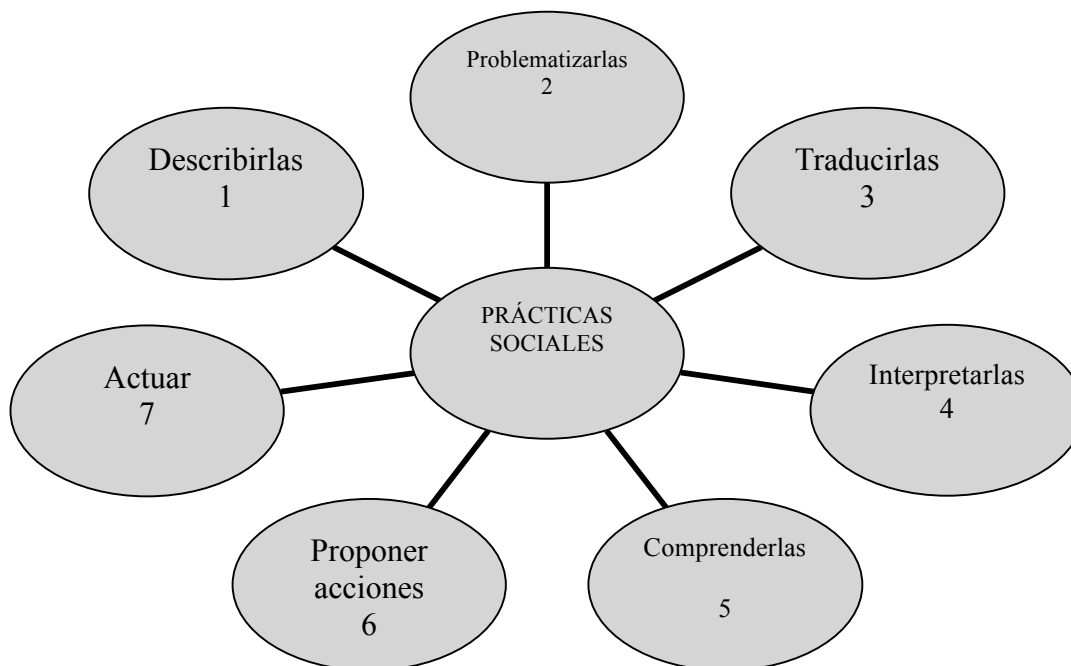 Problematizarlas
2
Describirlas
1
Traducirlas
3
PRÁCTICAS
SOCIALES
Actuar
7
Interpretarlas
4
Proponer
acciones
6
Comprenderlas
5